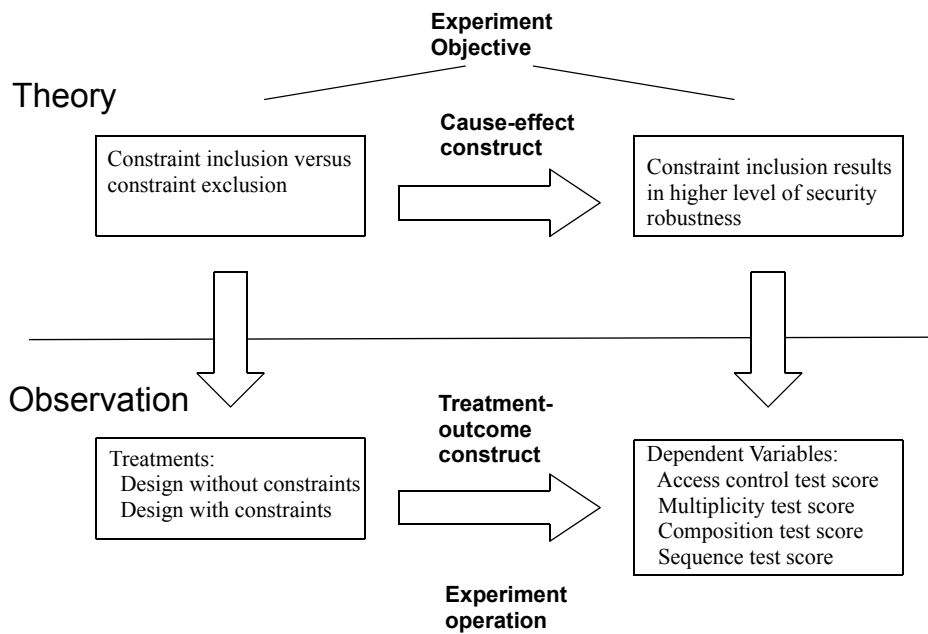 Experiment
Objective
Theory
Cause-effect
construct
Constraint inclusion versus
constraint exclusion
Constraint inclusion results
in higher level of security
robustness
Observation
Treatment-
outcome
construct
Treatments:
Design without constraints
Design with constraints
Dependent Variables:
Access control test score
Multiplicity test score
Composition test score
Sequence test score
Experiment
operation